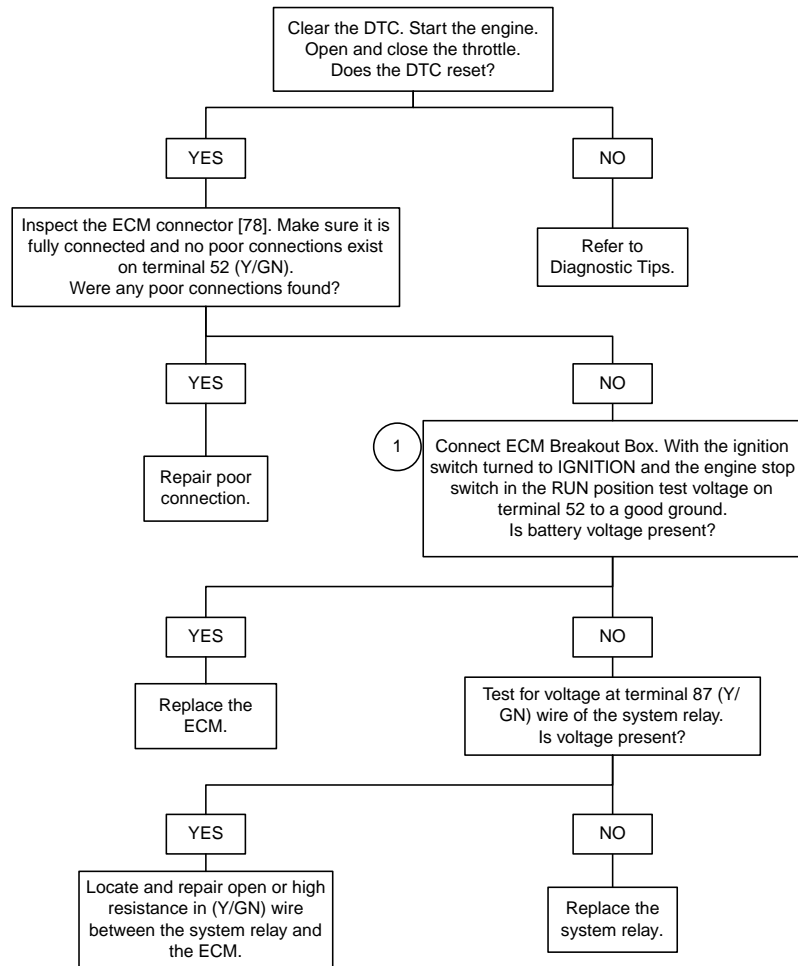 Clear the DTC. Start the engine.
Open and close the throttle.
Does the DTC reset?
YES
NO
Inspect the ECM connector [78]. Make sure it is
fully connected and no poor connections exist
on terminal 52 (Y/GN).
Were any poor connections found?
Refer to
Diagnostic Tips.
YES
NO
Repair poor
connection.
1
Connect ECM Breakout Box. With the ignition
switch turned to IGNITION and the engine stop
switch in the RUN position test voltage on
terminal 52 to a good ground.
Is battery voltage present?
YES
NO
Replace the
ECM.
Test for voltage at terminal 87 (Y/
GN) wire of the system relay.
Is voltage present?
YES
NO
Locate and repair open or high
resistance in (Y/GN) wire
between the system relay and
the ECM.
Replace the
system relay.